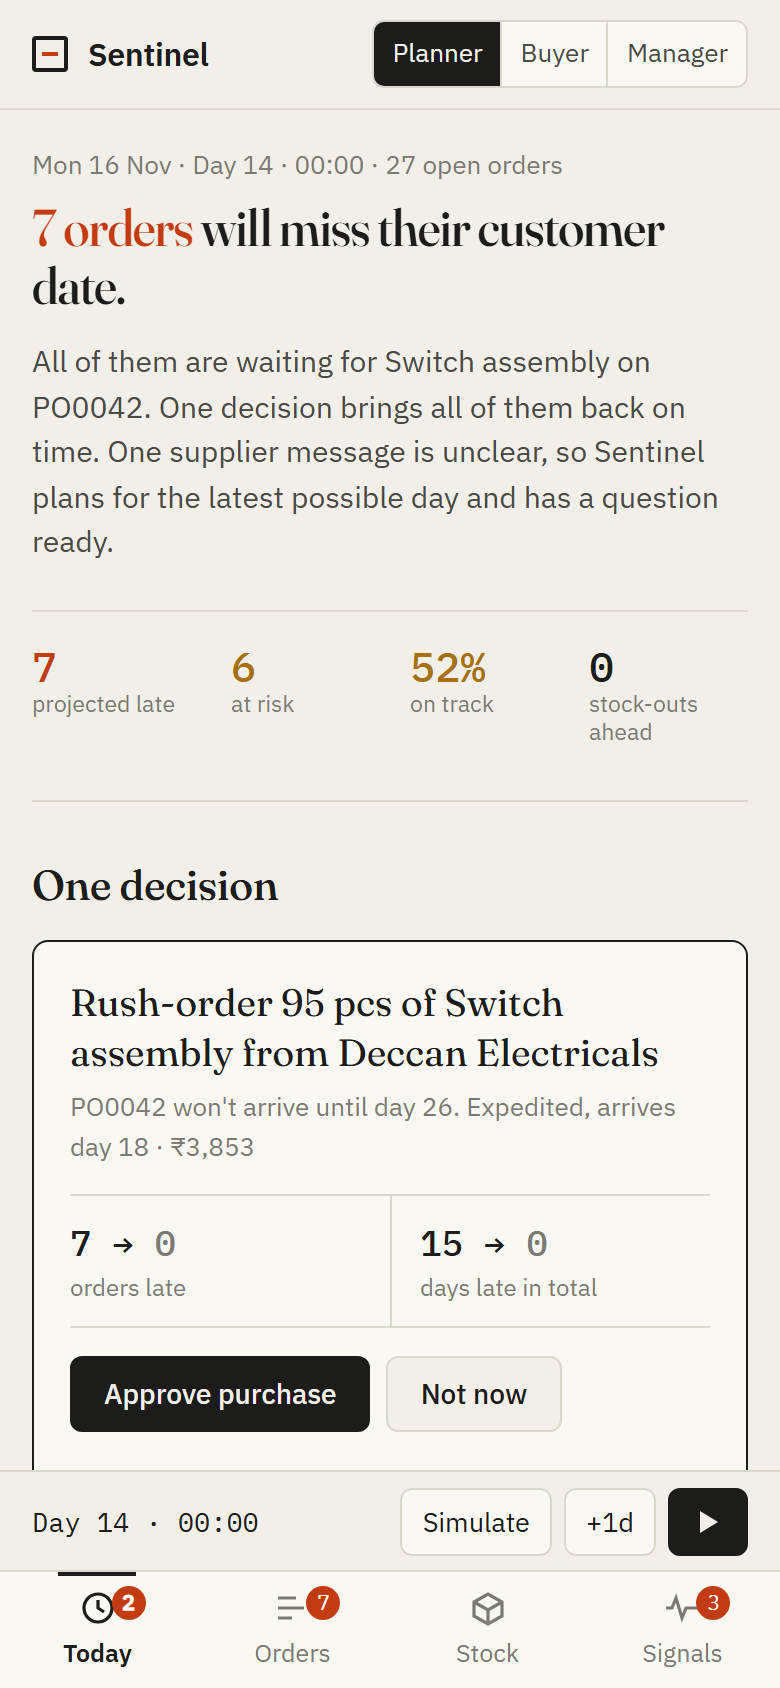 Sentinel
Planner
Buyer
Manager
Mon 16 Nov · Day 14 · 00:00 · 27 open orders
7 orders will miss their customer
date.
All of them are waiting for Switch assembly on
PO0042. One decision brings all of them back on
time. One supplier message is unclear, so Sentinel
plans for the latest possible day and has a question
ready.
7
projected late
6
at risk
52%
on track
0
stock-outs
ahead
One decision
Rush-order 95 pcs of Switch
assembly from Deccan Electricals
PO0042 won't arrive until day 26. Expedited, arrives
day 18 · ₹3,853
7 → 0
orders late
15 → 0
days late in total
Approve purchase
Not now
Day 14 · 00:00
Simulate
+1d
2
Today
7
Orders
Stock
3
Signals